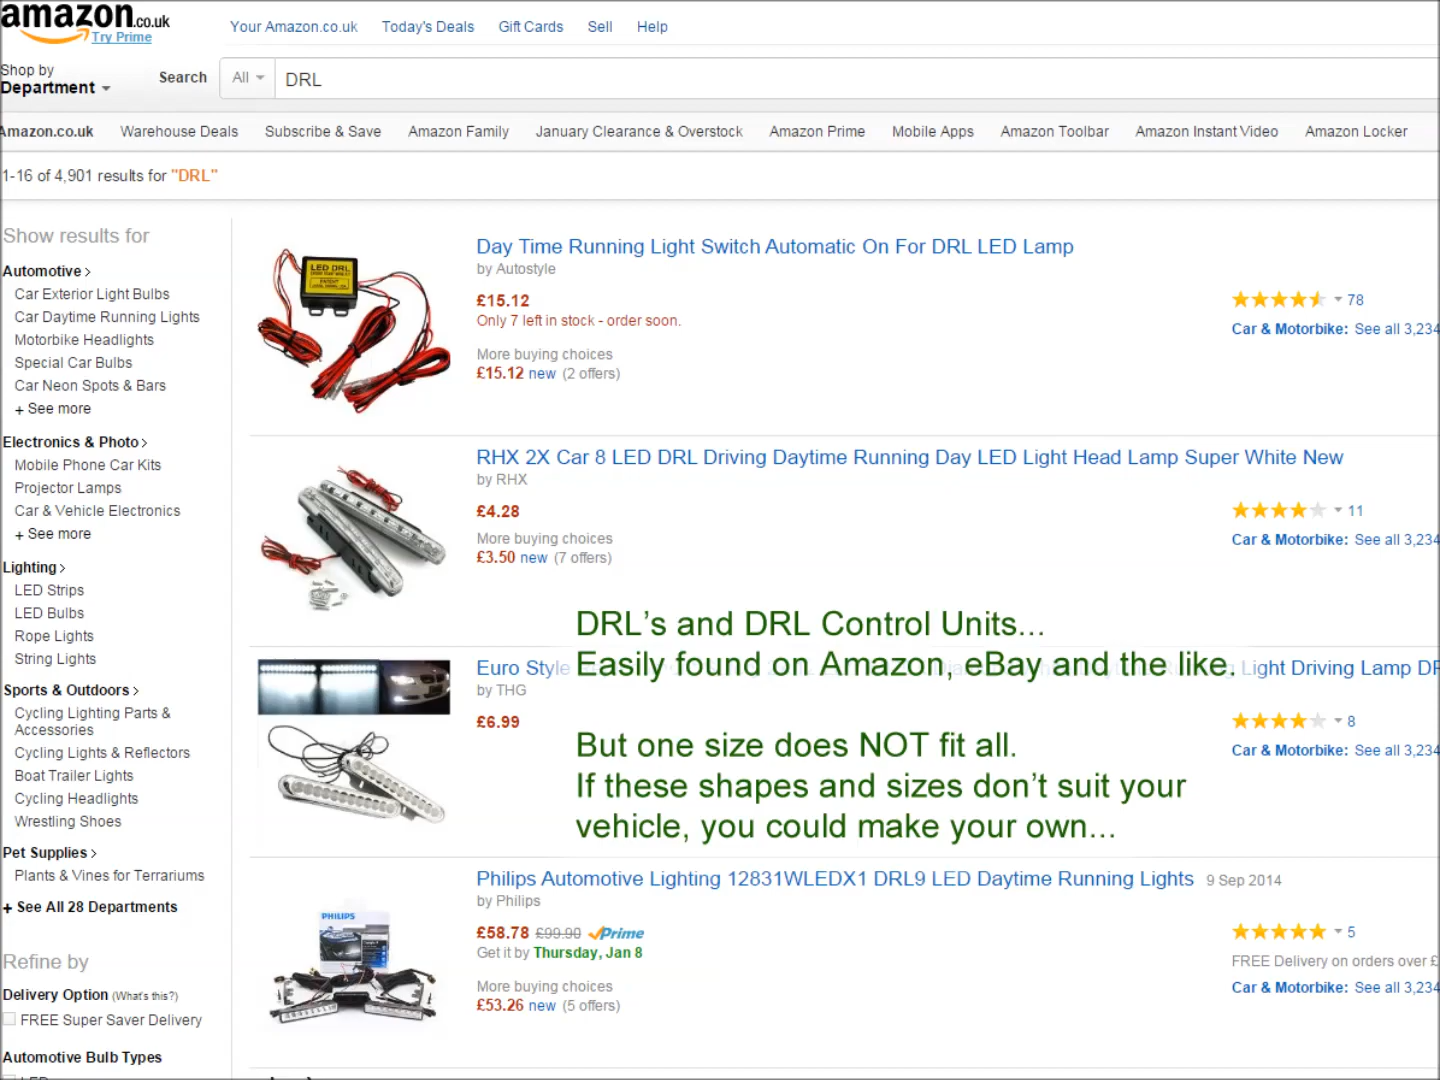 amazon.co.uk
Try Prime
Your Amazon.co.uk Today's Deals Gift Cards Sell Help
Shop by
Department
Search All DRL
Amazon.co.uk Warehouse Deals Subscribe & Save Amazon Family January Clearance & Overstock Amazon Prime Mobile Apps Amazon Toolbar Amazon Instant Video Amazon Locker
1-16 of 4,901 results for "DRL"
Show results for
Automotive
Car Exterior Light Bulbs
Car Daytime Running Lights
Motorbike Headlights
Special Car Bulbs
Car Neon Spots & Bars
+ See more
Electronics & Photo
Mobile Phone Car Kits
Projector Lamps
Car & Vehicle Electronics
+ See more
Lighting
LED Strips
LED Bulbs
Rope Lights
String Lights
Sports & Outdoors
Cycling Lighting Parts &
Accessories
Cycling Lights & Reflectors
Boat Trailer Lights
Cycling Headlights
Wrestling Shoes
Pet Supplies
Plants & Vines for Terrariums
+ See All 28 Departments
Refine by
Delivery Option (What's this?)
FREE Super Saver Delivery
Automotive Bulb Types
LED DRL
Day Time Running Light Switch Automatic On For DRL LED Lamp
by Autostyle
£15.12
Only 7 left in stock - order soon.
More buying choices
£15.12 new (2 offers)
78
Car & Motorbike: See all 3,234
RHX 2X Car 8 LED DRL Driving Daytime Running Day LED Light Head Lamp Super White New
by RHX
£4.28
More buying choices
£3.50 new (7 offers)
11
Car & Motorbike: See all 3,234
DRL's and DRL Control Units...
Easily found on Amazon, eBay and the like.
Euro Style Light Driving Lamp
by THG
£6.99
8
Car & Motorbike: See all 3,234
But one size does NOT fit all.
If these shapes and sizes don't suit your
vehicle, you could make your own...
PHILIPS
Philips Automotive Lighting 12831WLEDX1 DRL9 LED Daytime Running Lights 9 Sep 2014
by Philips
£58.78 £99.90 Prime
Get it by Thursday, Jan 8
More buying choices
£53.26 new (5 offers)
5
FREE Delivery on orders over £
Car & Motorbike: See all 3,234